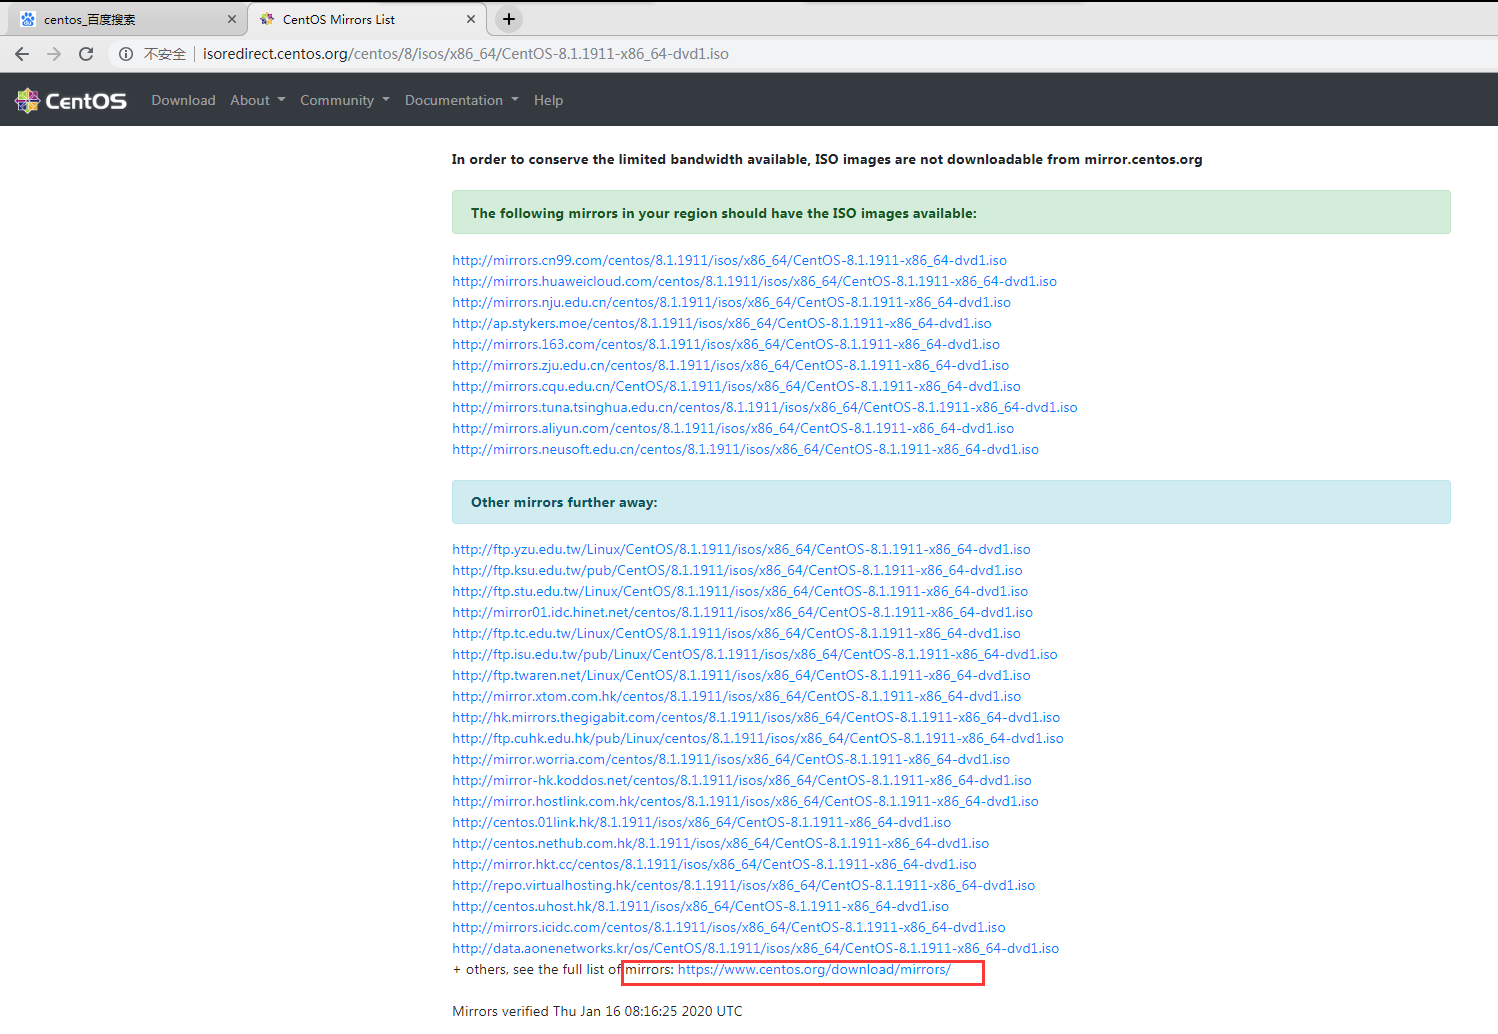 centos_百度搜索
CentOS Mirrors List
不安全 | isoredirect.centos.org/centos/8/isos/x86_64/CentOS-8.1.1911-x86_64-dvd1.iso
CentOS Download About Community Documentation Help
In order to conserve the limited bandwidth available, ISO images are not downloadable from mirror.centos.org
The following mirrors in your region should have the ISO images available:
http://mirrors.cn99.com/centos/8.1.1911/isos/x86_64/CentOS-8.1.1911-x86_64-dvd1.iso
http://mirrors.huaweicloud.com/centos/8.1.1911/isos/x86_64/CentOS-8.1.1911-x86_64-dvd1.iso
http://mirrors.nju.edu.cn/centos/8.1.1911/isos/x86_64/CentOS-8.1.1911-x86_64-dvd1.iso
http://ap.stykers.moe/centos/8.1.1911/isos/x86_64/CentOS-8.1.1911-x86_64-dvd1.iso
http://mirrors.163.com/centos/8.1.1911/isos/x86_64/CentOS-8.1.1911-x86_64-dvd1.iso
http://mirrors.zju.edu.cn/centos/8.1.1911/isos/x86_64/CentOS-8.1.1911-x86_64-dvd1.iso
http://mirrors.cqu.edu.cn/CentOS/8.1.1911/isos/x86_64/CentOS-8.1.1911-x86_64-dvd1.iso
http://mirrors.tuna.tsinghua.edu.cn/centos/8.1.1911/isos/x86_64/CentOS-8.1.1911-x86_64-dvd1.iso
http://mirrors.aliyun.com/centos/8.1.1911/isos/x86_64/CentOS-8.1.1911-x86_64-dvd1.iso
http://mirrors.neusoft.edu.cn/centos/8.1.1911/isos/x86_64/CentOS-8.1.1911-x86_64-dvd1.iso
Other mirrors further away:
http://ftp.yzu.edu.tw/Linux/CentOS/8.1.1911/isos/x86_64/CentOS-8.1.1911-x86_64-dvd1.iso
http://ftp.ksu.edu.tw/pub/CentOS/8.1.1911/isos/x86_64/CentOS-8.1.1911-x86_64-dvd1.iso
http://ftp.stu.edu.tw/Linux/CentOS/8.1.1911/isos/x86_64/CentOS-8.1.1911-x86_64-dvd1.iso
http://mirror01.idc.hinet.net/centos/8.1.1911/isos/x86_64/CentOS-8.1.1911-x86_64-dvd1.iso
http://ftp.tc.edu.tw/Linux/CentOS/8.1.1911/isos/x86_64/CentOS-8.1.1911-x86_64-dvd1.iso
http://ftp.isu.edu.tw/pub/Linux/CentOS/8.1.1911/isos/x86_64/CentOS-8.1.1911-x86_64-dvd1.iso
http://ftp.twaren.net/Linux/CentOS/8.1.1911/isos/x86_64/CentOS-8.1.1911-x86_64-dvd1.iso
http://mirror.xtom.com.hk/centos/8.1.1911/isos/x86_64/CentOS-8.1.1911-x86_64-dvd1.iso
http://hk.mirrors.thegigabit.com/centos/8.1.1911/isos/x86_64/CentOS-8.1.1911-x86_64-dvd1.iso
http://ftp.cuhk.edu.hk/pub/Linux/centos/8.1.1911/isos/x86_64/CentOS-8.1.1911-x86_64-dvd1.iso
http://mirror.worria.com/centos/8.1.1911/isos/x86_64/CentOS-8.1.1911-x86_64-dvd1.iso
http://mirror-hk.koddos.net/centos/8.1.1911/isos/x86_64/CentOS-8.1.1911-x86_64-dvd1.iso
http://mirror.hostlink.com.hk/centos/8.1.1911/isos/x86_64/CentOS-8.1.1911-x86_64-dvd1.iso
http://centos.01link.hk/8.1.1911/isos/x86_64/CentOS-8.1.1911-x86_64-dvd1.iso
http://centos.nethub.com.hk/8.1.1911/isos/x86_64/CentOS-8.1.1911-x86_64-dvd1.iso
http://mirror.hkt.cc/centos/8.1.1911/isos/x86_64/CentOS-8.1.1911-x86_64-dvd1.iso
http://repo.virtualhosting.hk/centos/8.1.1911/isos/x86_64/CentOS-8.1.1911-x86_64-dvd1.iso
http://centos.uhost.hk/8.1.1911/isos/x86_64/CentOS-8.1.1911-x86_64-dvd1.iso
http://mirrors.icidc.com/centos/8.1.1911/isos/x86_64/CentOS-8.1.1911-x86_64-dvd1.iso
http://data.aonenetworks.kr/os/CentOS/8.1.1911/isos/x86_64/CentOS-8.1.1911-x86_64-dvd1.iso
+ others, see the full list of mirrors: https://www.centos.org/download/mirrors/
Mirrors verified Thu Jan 16 08:16:25 2020 UTC